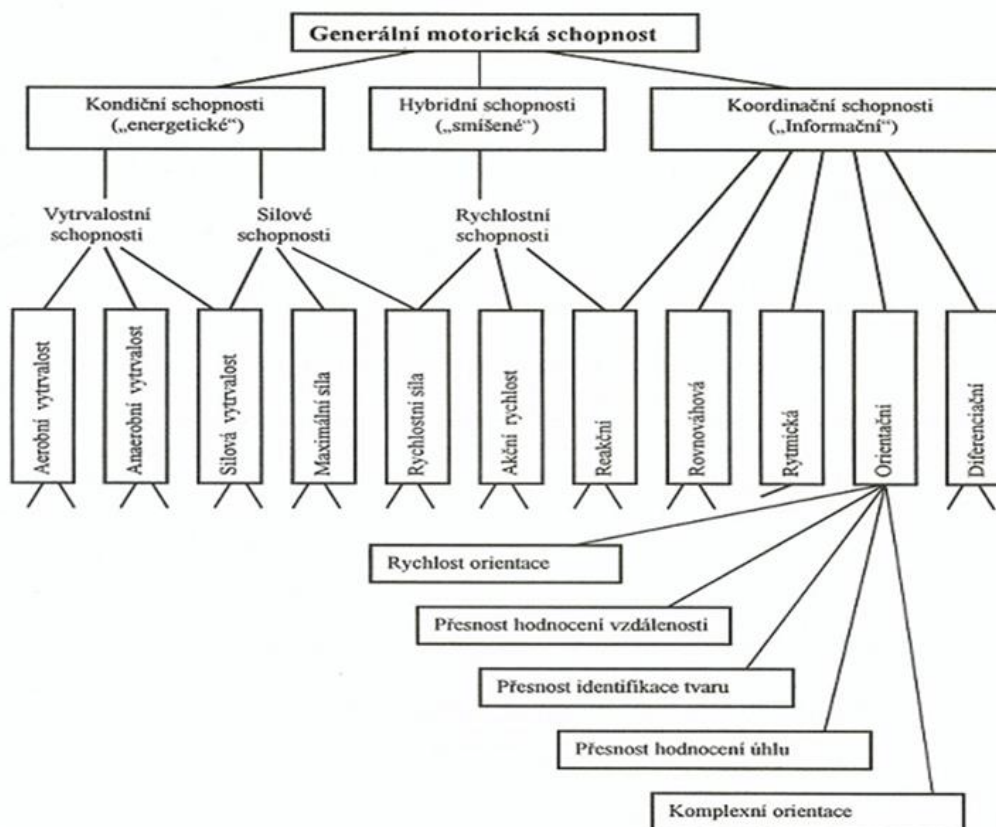 Generální motorická schopnost
Kondiční schopnosti
(„energetické“)
Hybridní schopnosti
(„smíšené“)
Koordinační schopnosti
(„Informační“)
Vytrvalostní
schopnosti
Silové
schopnosti
Rychlostní
schopnosti
Aerobní vytrvalost
Anaerobní vytrvalost
Silová vytrvalost
Maximální síla
Rychlostní síla
Akční rychlost
Reakční
Rovnováhová
Rytmická
Orientační
Diferenciační
Rychlost orientace
Přesnost hodnocení vzdálenosti
Přesnost identifikace tvaru
Přesnost hodnocení úhlu
Komplexní orientace